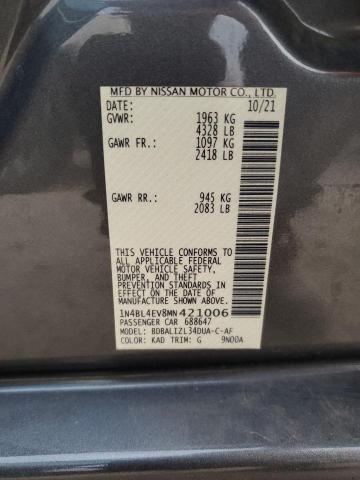 MFD BY NISSAN MOTOR CO., LTD.
DATE: 10/21
GVWR: 1963 KG
4328 LB
GAWR FR.: 1097 KG
2418 LB
GAWR RR.: 945 KG
2083 LB
THIS VEHICLE CONFORMS TO
ALL APPLICABLE FEDERAL
MOTOR VEHICLE SAFETY,
BUMPER, AND THEFT
PREVENTION STANDARDS IN
EFFECT ON THE DATE OF
MANUFACTURE SHOWN ABOVE.
1N4BL4EV8MN421006
PASSENGER CAR 688647
MODEL: BDBALIZL34DUA-C-AF
COLOR: KAD TRIM: G 9N00A